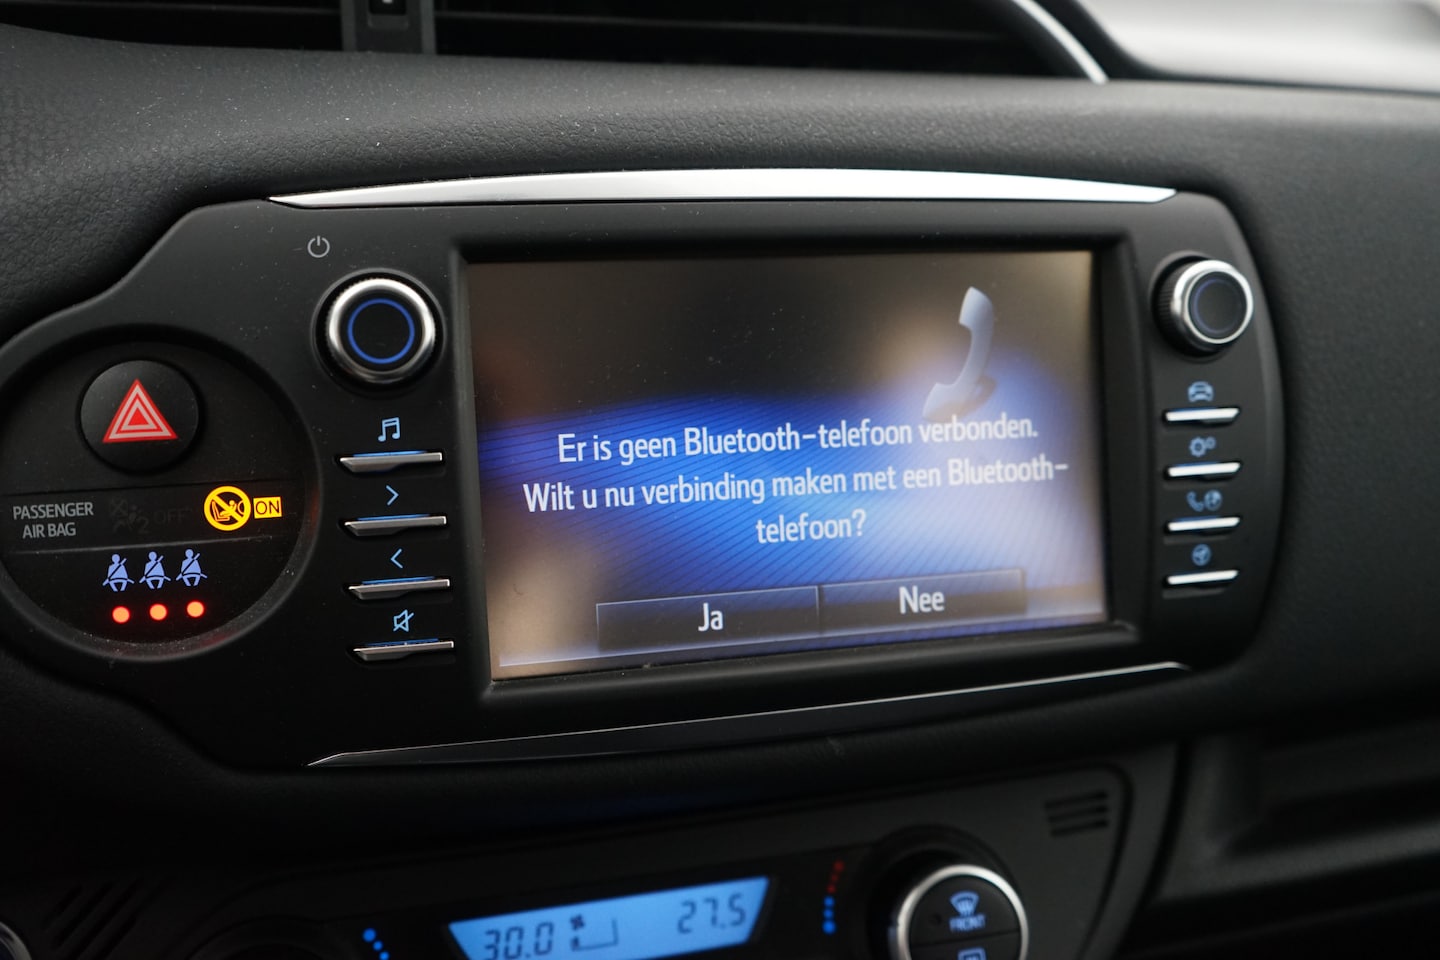 Er is geen Bluetooth-telefoon verbonden.
Wilt u nu verbinding maken met een Bluetooth-
telefoon?
Ja
Nee
PASSENGER
AIR BAG
OFF
ON
30.0
27.5
FRONT